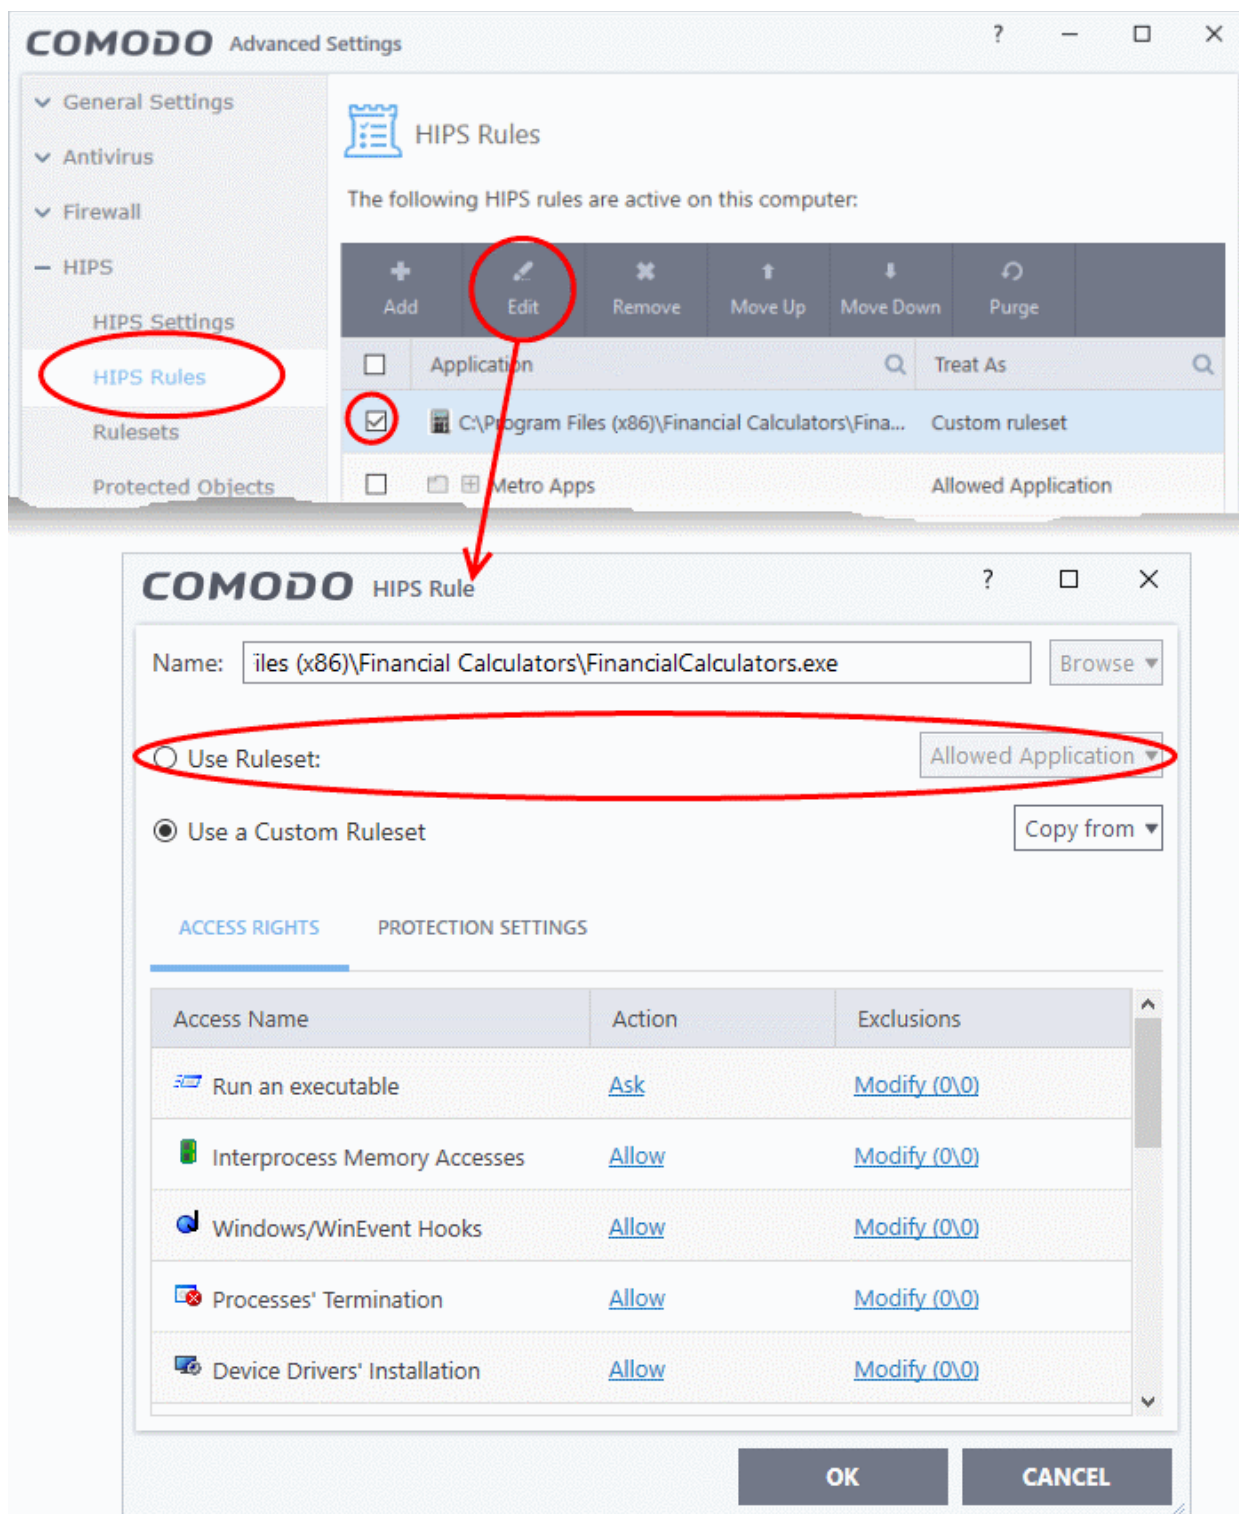 COMODO Advanced Settings ?
General Settings
Antivirus
Firewall
HIPS
HIPS Settings
HIPS Rules
Rulesets
Protected Objects
HIPS Rules
The following HIPS rules are active on this computer:
Add Edit Remove Move Up Move Down Purge
Application Treat As
C:\Program Files (x86)\Financial Calculators\Fina... Custom ruleset
Metro Apps Allowed Application
COMODO HIPS Rule ?
Name: iles (x86)\Financial Calculators\FinancialCalculators.exe Browse
Use Ruleset: Allowed Application
Use a Custom Ruleset Copy from
ACCESS RIGHTS PROTECTION SETTINGS
Access Name Action Exclusions
Run an executable Ask Modify (0\0)
Interprocess Memory Accesses Allow Modify (0\0)
Windows/WinEvent Hooks Allow Modify (0\0)
Processes' Termination Allow Modify (0\0)
Device Drivers' Installation Allow Modify (0\0)
OK CANCEL